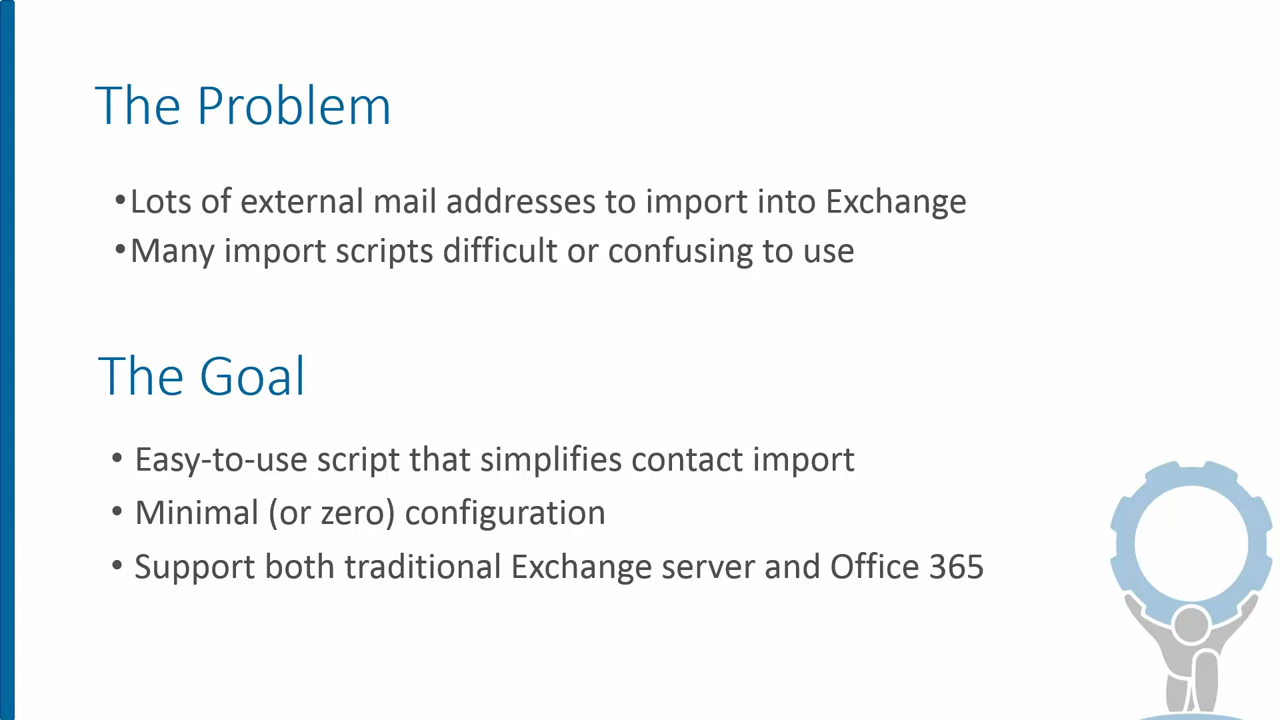 The Problem
•Lots of external mail addresses to import into Exchange
•Many import scripts difficult or confusing to use
The Goal
• Easy-to-use script that simplifies contact import
• Minimal (or zero) configuration
• Support both traditional Exchange server and Office 365